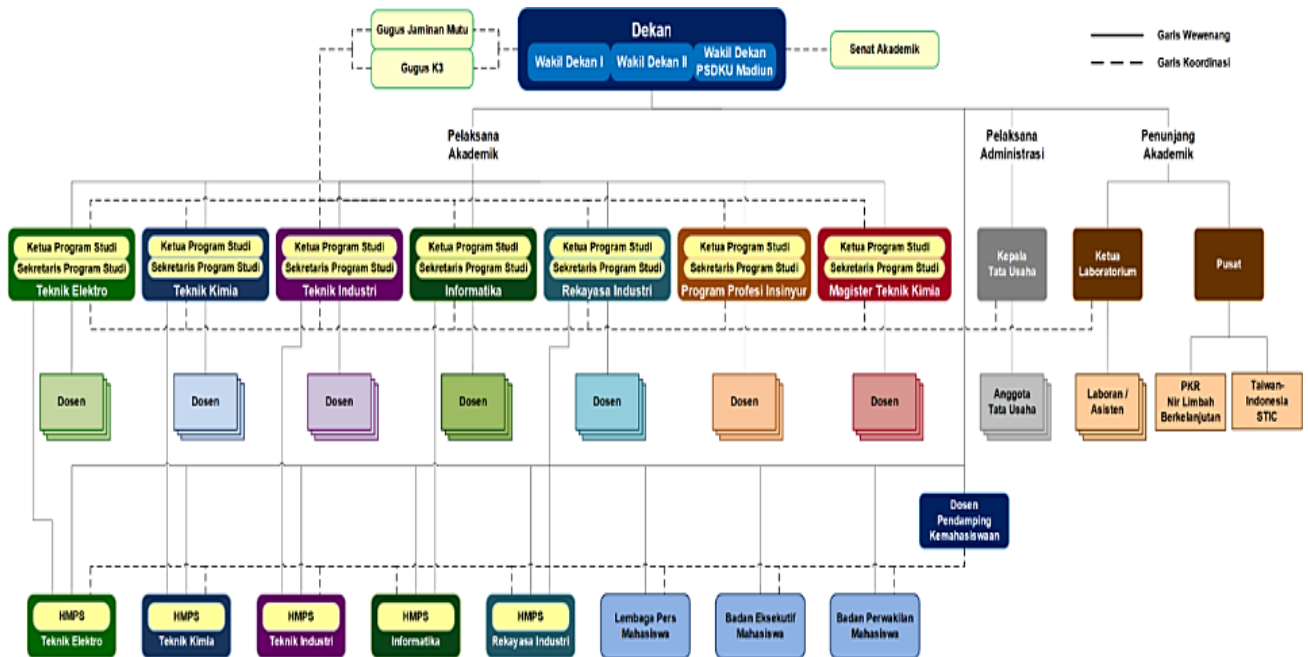 Gugus Jaminan Mutu
Gugus K3
Dekan
Wakil Dekan I
Wakil Dekan II
Wakil Dekan
PSDKU Madiun
Senat Akademik
Garis Wewenang
Garis Koordinasi
Pelaksana
Akademik
Pelaksana
Administrasi
Penunjang
Akademik
Ketua Program Studi
Sekretaris Program Studi
Teknik Elektro
Ketua Program Studi
Sekretaris Program Studi
Teknik Kimia
Ketua Program Studi
Sekretaris Program Studi
Teknik Industri
Ketua Program Studi
Sekretaris Program Studi
Informatika
Ketua Program Studi
Sekretaris Program Studi
Rekayasa Industri
Ketua Program Studi
Sekretaris Program Studi
Program Profesi Insinyur
Ketua Program Studi
Sekretaris Program Studi
Magister Teknik Kimia
Kepala
Tata Usaha
Ketua
Laboratorium
Pusat
Dosen
Dosen
Dosen
Dosen
Dosen
Dosen
Dosen
Anggota
Tata Usaha
Laboran /
Asisten
PKR
Nir Limbah
Berkelanjutan
Taiwan-
Indonesia
STIC
Dosen
Pendamping
Kemahasiswaan
HMPS
Teknik Elektro
HMPS
Teknik Kimia
HMPS
Teknik Industri
HMPS
Informatika
HMPS
Rekayasa Industri
Lembaga Pers
Mahasiswa
Badan Eksekutif
Mahasiswa
Badan Perwakilan
Mahasiswa